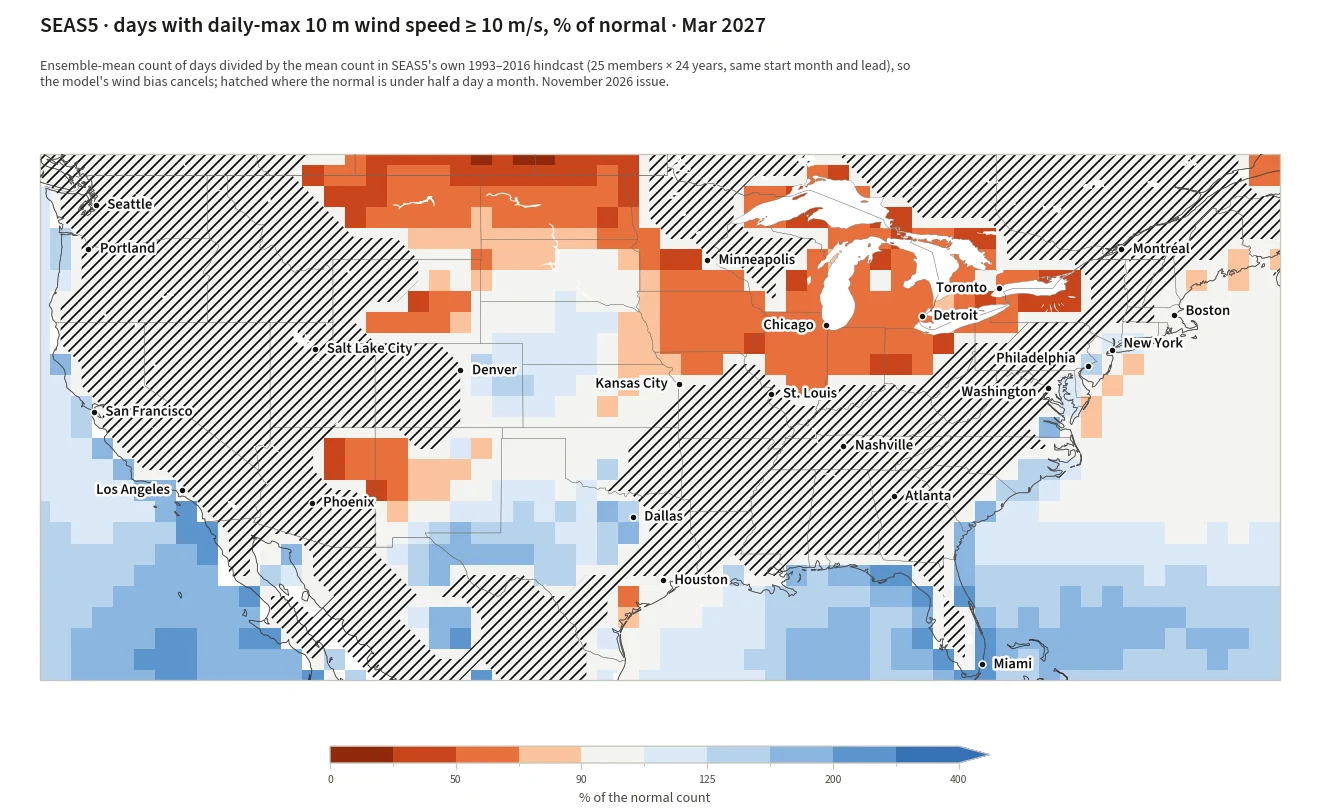 SEAS5 · days with daily-max 10 m wind speed ≥ 10 m/s, % of normal · Mar 2027
Ensemble-mean count of days divided by the mean count in SEAS5's own 1993–2016 hindcast (25 members × 24 years, same start month and lead), so
the model's wind bias cancels; hatched where the normal is under half a day a month. November 2026 issue.
Seattle
Portland
Montréal
Minneapolis
Toronto
Boston
Chicago
Detroit
New York
Salt Lake City
Philadelphia
Denver
Kansas City
St. Louis
Washington
San Francisco
Nashville
Los Angeles
Phoenix
Atlanta
Dallas
Houston
Miami
0 50 90 125 200 400
% of the normal count